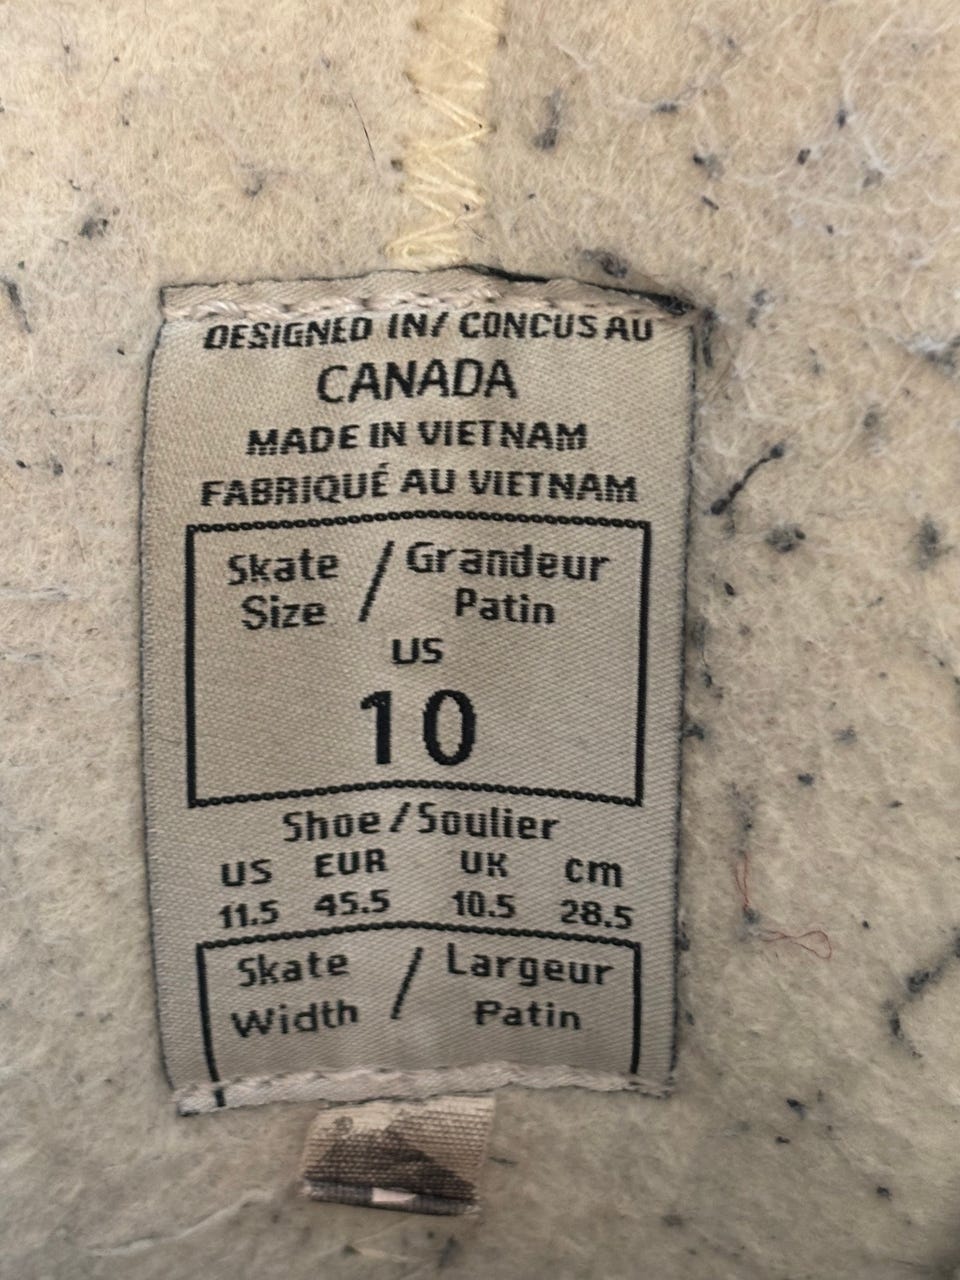 DESIGNED IN/ CONCUS AU
CANADA
MADE IN VIETNAM
FABRIQUÉ AU VIETNAM
Skate / Grandeur
Size Patin
US
10
Shoe / Soulier
US EUR UK cm
11.5 45.5 10.5 28.5
Skate / Largeur
Width Patin